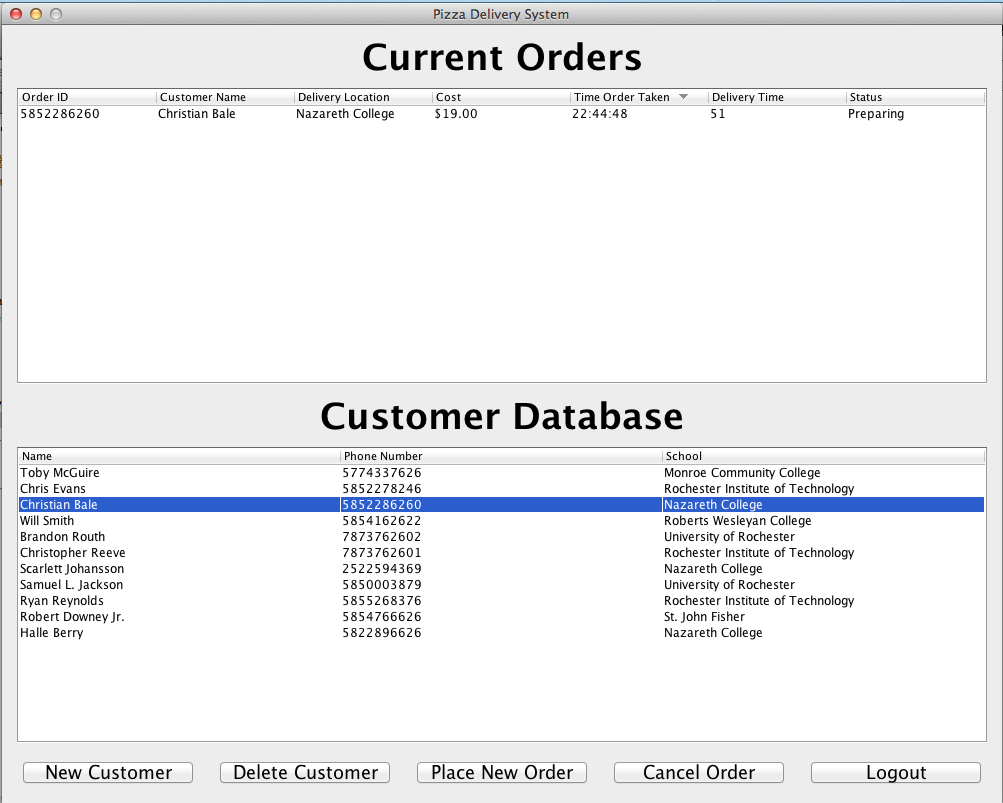 Pizza Delivery System
Current Orders
Order ID Customer Name Delivery Location Cost Time Order Taken Delivery Time Status
5852286260 Christian Bale Nazareth College $19.00 22:44:48 51 Preparing
Customer Database
Name Phone Number School
Toby McGuire 5774337626 Monroe Community College
Chris Evans 5852278246 Rochester Institute of Technology
Christian Bale 5852286260 Nazareth College
Will Smith 5854162622 Roberts Wesleyan College
Brandon Routh 7873762602 University of Rochester
Christopher Reeve 7873762601 Rochester Institute of Technology
Scarlett Johansson 2522594369 Nazareth College
Samuel L. Jackson 5850003879 University of Rochester
Ryan Reynolds 5855268376 Rochester Institute of Technology
Robert Downey Jr. 5854766626 St. John Fisher
Halle Berry 5822896626 Nazareth College
New Customer Delete Customer Place New Order Cancel Order Logout